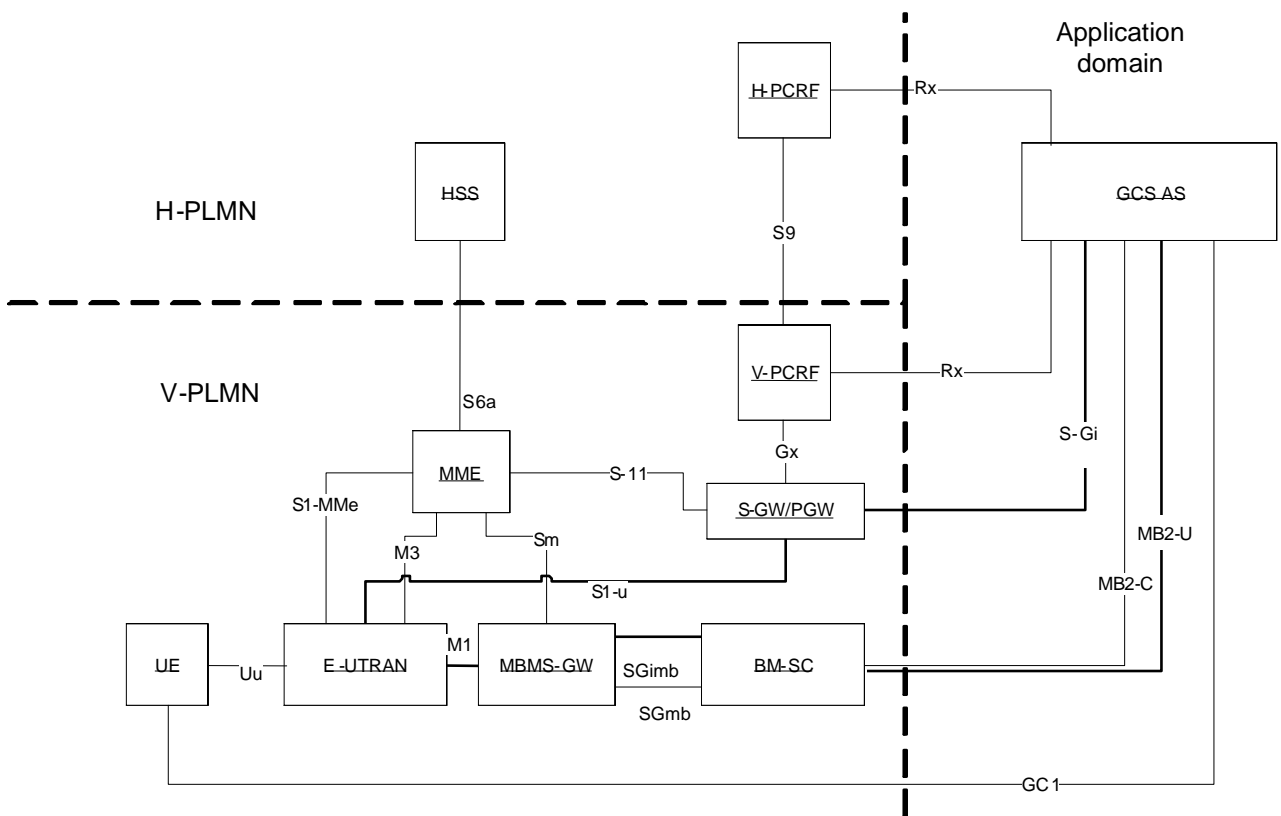 Application
domain
H-PCRF
Rx
HSS
GCS AS
H-PLMN
S9
V-PCRF
Rx
V-PLMN
S6a
S-Gi
Gx
MME
S-11
S-GW/PGW
S1-MMe
MB2-U
Sm
M3
MB2-C
S1-u
M1
UE
E-UTRAN
MBMS-GW
BM-SC
Uu
SGimb
SGmb
GC1